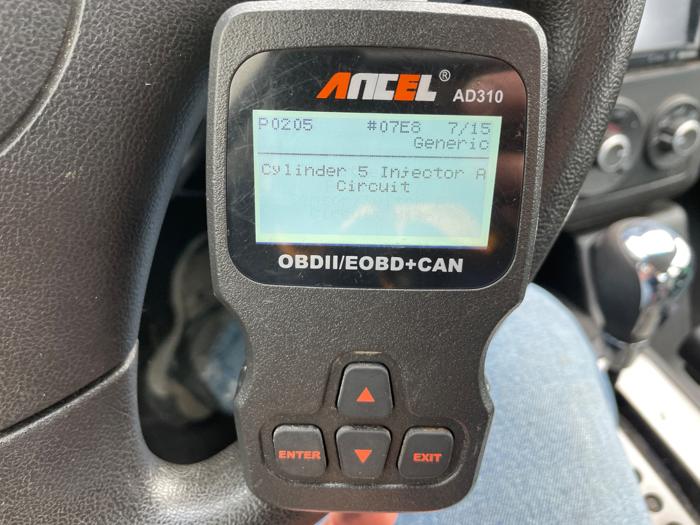 ANCEL®
AD310
P0205 #07E8 7/15
Generic
Cylinder 5 Injector A
Circuit
OBDII/EOBD+CAN
ENTER
EXIT